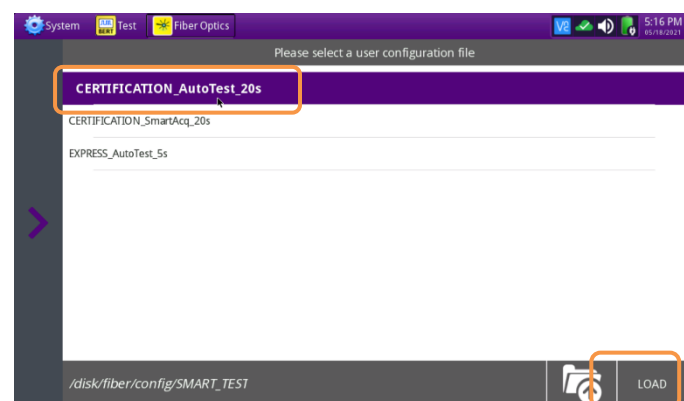 System Test Fiber Optics V2 5:16 PM
05/18/2021
Please select a user configuration file
CERTIFICATION_AutoTest_20s
CERTIFICATION_SmartAcq_20s
EXPRESS_AutoTest_5s
/disk/fiber/config/SMART_TEST
LOAD